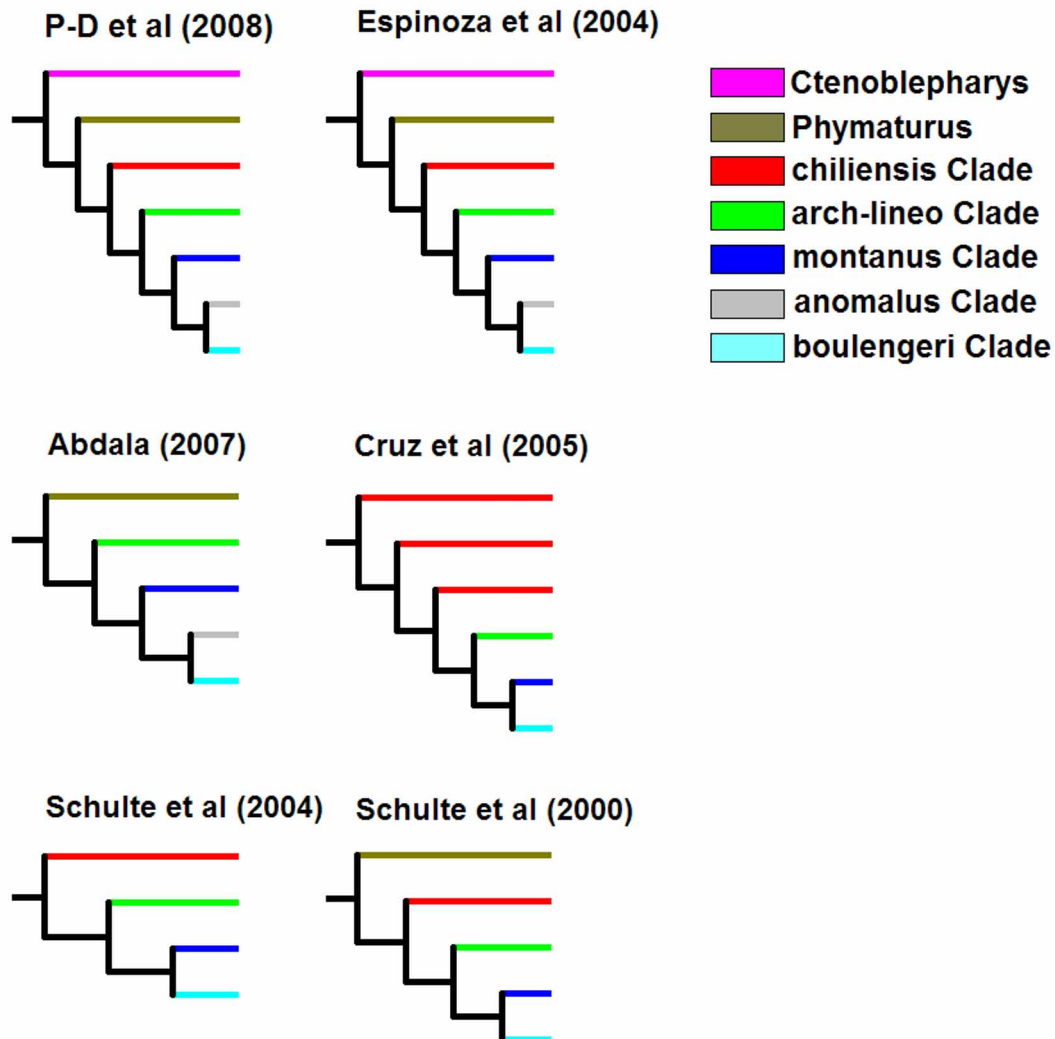 P-D et al (2008)
Espinoza et al (2004)
Ctenoblepharys
Phymaturus
chiliensis Clade
arch-lineo Clade
montanus Clade
anomalus Clade
boulengeri Clade
Abdala (2007)
Cruz et al (2005)
Schulte et al (2004)
Schulte et al (2000)